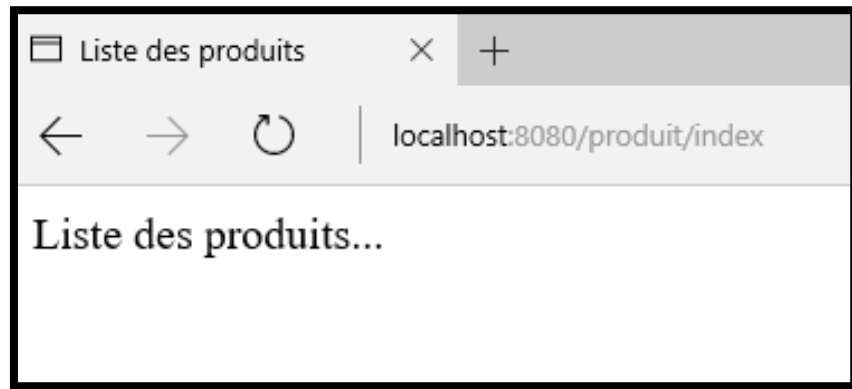 Liste des produits
localhost:8080/produit/index
Liste des produits...